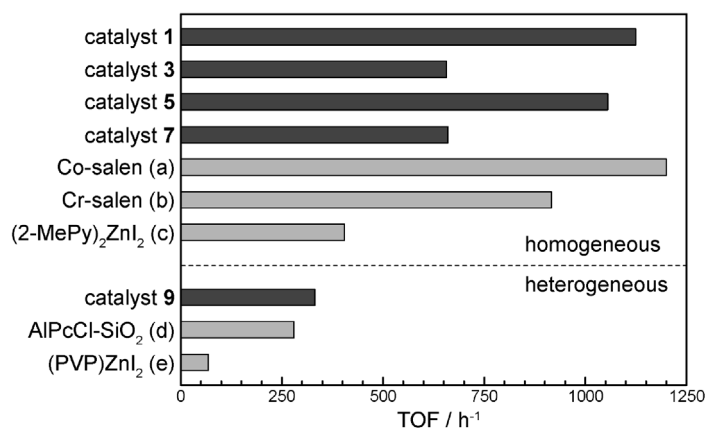 catalyst 1
catalyst 3
catalyst 5
catalyst 7
Co-salen (a)
Cr-salen (b)
(2-MePy)₂ZnI₂ (c)
homogeneous
heterogeneous
catalyst 9
AlPcCl-SiO₂ (d)
(PVP)ZnI₂ (e)
0 250 500 750 1000 1250
TOF / h⁻¹